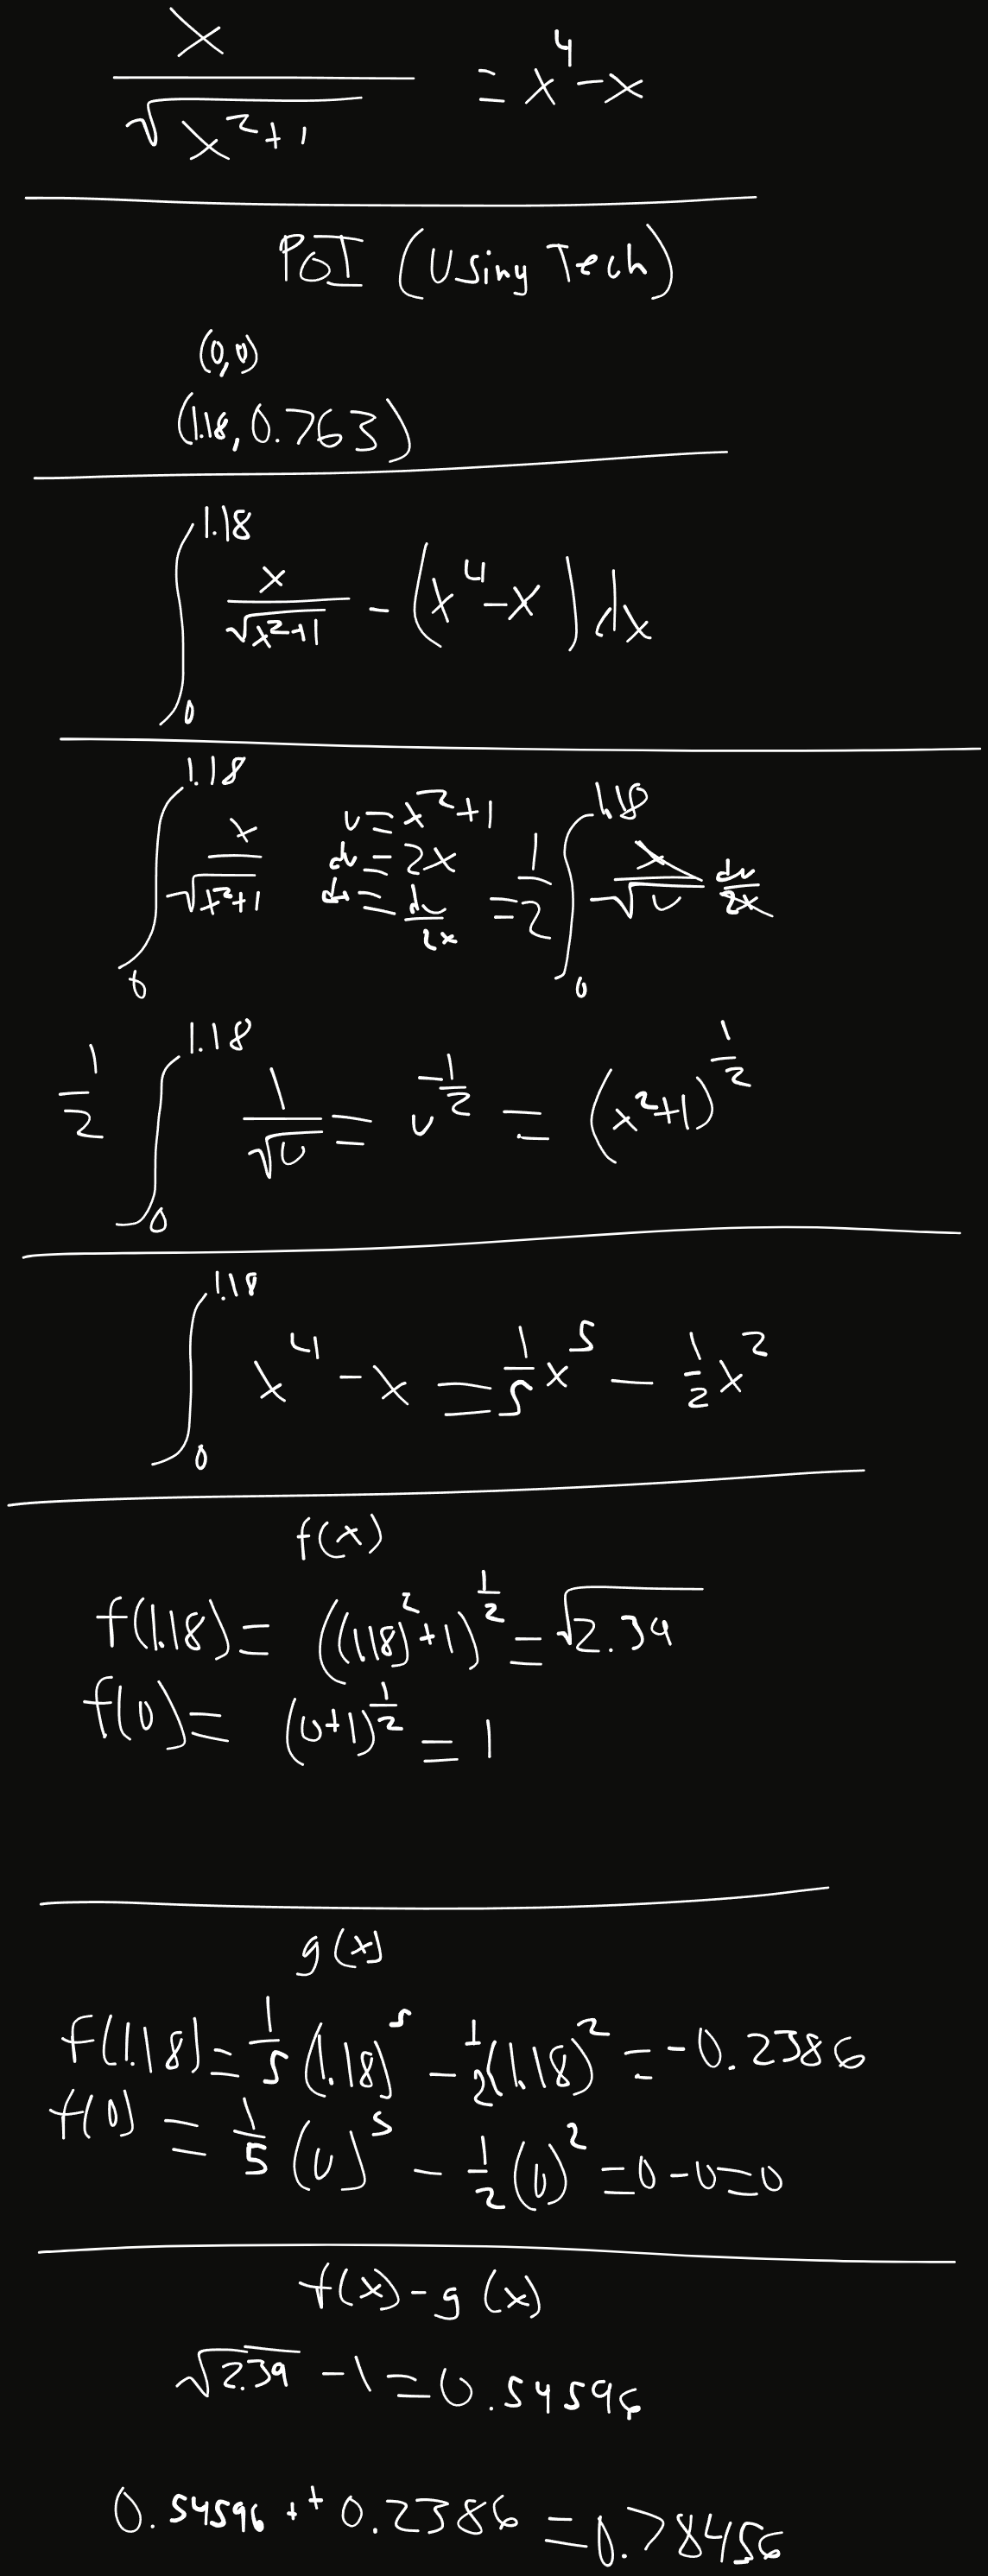 x/√(x²+1) = x⁴-x
POI (Using Tech)
(0,0)
(1.18, 0.763)
∫₀^1.18 x/√(x²+1) - (x⁴-x) dx
∫₀^1.18 x/√(x²+1) u=x²+1 du=2x dx=du/2x = 1/2 ∫₀^1.18 x/√u du/2x
1/2 ∫₀^1.18 1/√u = u^(-1/2) = (x²+1)^(1/2)
∫₀^1.18 x⁴-x = 1/5 x⁵ - 1/2 x²
f(x)
f(1.18) = ((1.18)²+1)^(1/2) = √2.39
f(0) = (0+1)^(1/2) = 1
g(x)
f(1.18) = 1/5 (1.18)⁵ - 1/2 (1.18)² = -0.2386
f(0) = 1/5 (0)⁵ - 1/2 (0)² = 0-0=0
f(x)-g(x)
√2.39 -1 = 0.54596
0.54596 ++ 0.2386 = 0.78456